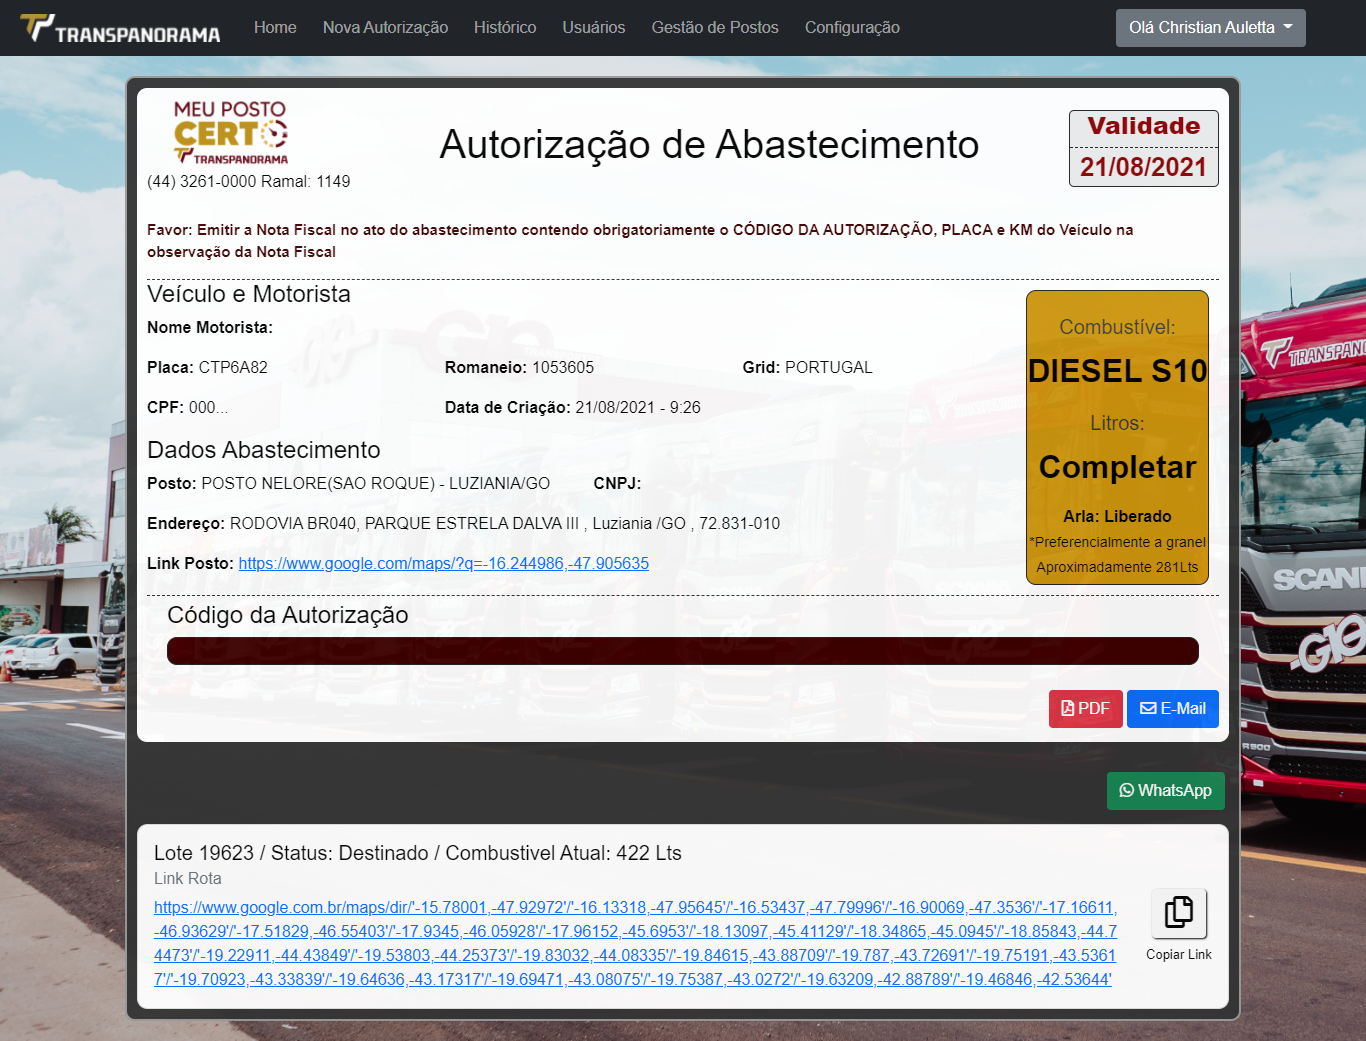 TRANSPANORAMA
Home
Nova Autorização
Histórico
Usuários
Gestão de Postos
Configuração
Olá Christian Auletta
MEU POSTO
CERTO
TRANSPANORAMA
(44) 3261-0000 Ramal: 1149
Autorização de Abastecimento
Validade
21/08/2021
Favor: Emitir a Nota Fiscal no ato do abastecimento contendo obrigatoriamente o CÓDIGO DA AUTORIZAÇÃO, PLACA e KM do Veículo na
observação da Nota Fiscal
Veículo e Motorista
Nome Motorista:
Placa: CTP6A82
Romaneio: 1053605
Grid: PORTUGAL
CPF: 000...
Data de Criação: 21/08/2021 - 9:26
Combustível:
DIESEL S10
Litros:
Completar
Arla: Liberado
*Preferencialmente a granel
Aproximadamente 281Lts
Dados Abastecimento
Posto: POSTO NELORE(SAO ROQUE) - LUZIANIA/GO
CNPJ:
Endereço: RODOVIA BR040, PARQUE ESTRELA DALVA III , Luziania /GO , 72.831-010
Link Posto: https://www.google.com/maps/?q=-16.244986,-47.905635
Código da Autorização
PDF
E-Mail
WhatsApp
Lote 19623 / Status: Destinado / Combustivel Atual: 422 Lts
Link Rota
https://www.google.com.br/maps/dir/'-15.78001,-47.92972'/'-16.13318,-47.95645'/'-16.53437,-47.79996'/'-16.90069,-47.3536'/'-17.16611,
-46.93629'/'-17.51829,-46.55403'/'-17.9345,-46.05928'/'-17.96152,-45.6953'/'-18.13097,-45.41129'/'-18.34865,-45.0945'/'-18.85843,-44.7
4473'/'-19.22911,-44.43849'/'-19.53803,-44.25373'/'-19.83032,-44.08335'/'-19.84615,-43.88709'/'-19.787,-43.72691'/'-19.75191,-43.5361
7'/'-19.70923,-43.33839'/'-19.64636,-43.17317'/'-19.69471,-43.08075'/'-19.75387,-43.0272'/'-19.63209,-42.88789'/'-19.46846,-42.53644'
Copiar Link
TRANSPANO
SCANI
G10
R500